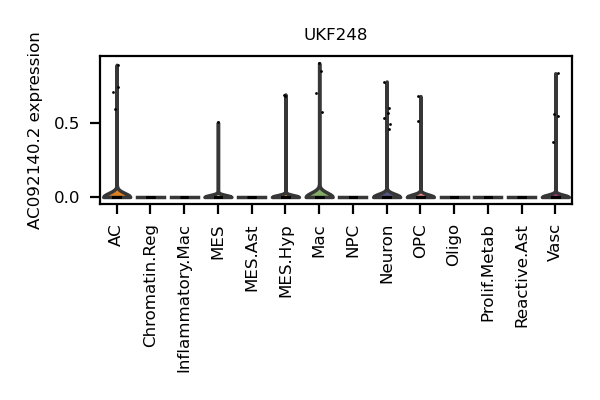 UKF248
AC092140.2 expression
0.5
0.0
AC
Chromatin.Reg
Inflammatory.Mac
MES
MES.Ast
MES.Hyp
Mac
NPC
Neuron
OPC
Oligo
Prolif.Metab
Reactive.Ast
Vasc